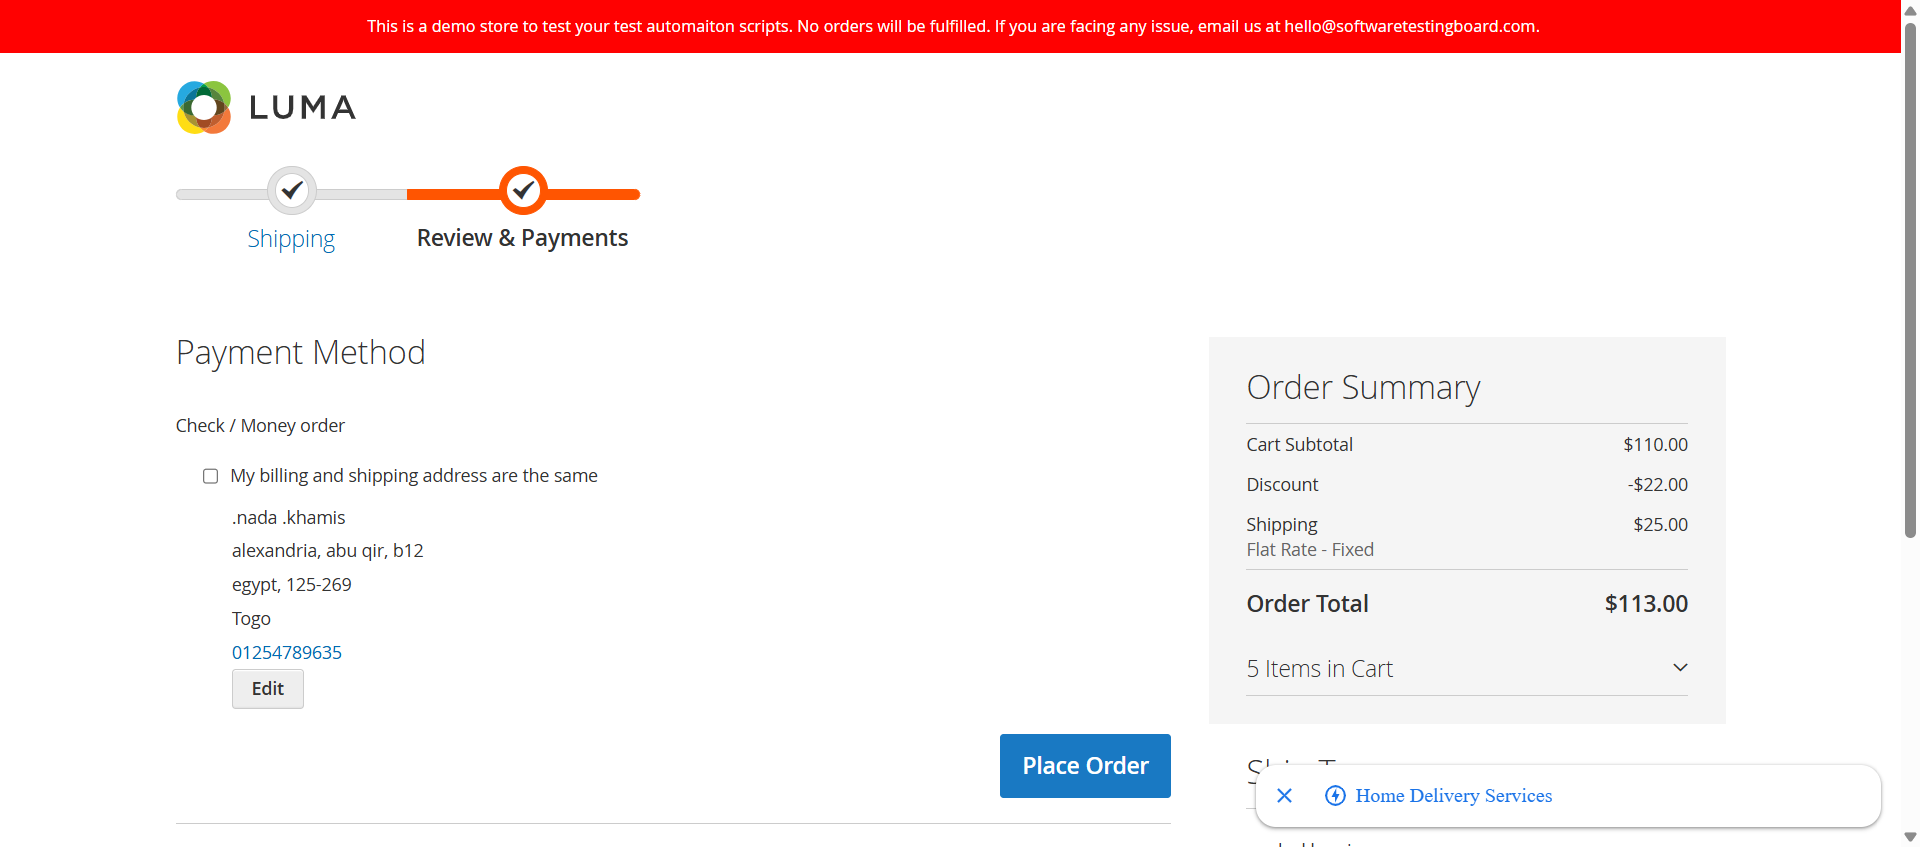 This is a demo store to test your test automaiton scripts. No orders will be fulfilled. If you are facing any issue, email us at hello@softwaretestingboard.com.
LUMA
Shipping
Review & Payments
Payment Method
Check / Money order
My billing and shipping address are the same
.nada .khamis
alexandria, abu qir, b12
egypt, 125-269
Togo
01254789635
Edit
Place Order
Order Summary
Cart Subtotal $110.00
Discount -$22.00
Shipping $25.00
Flat Rate - Fixed
Order Total $113.00
5 Items in Cart
Home Delivery Services